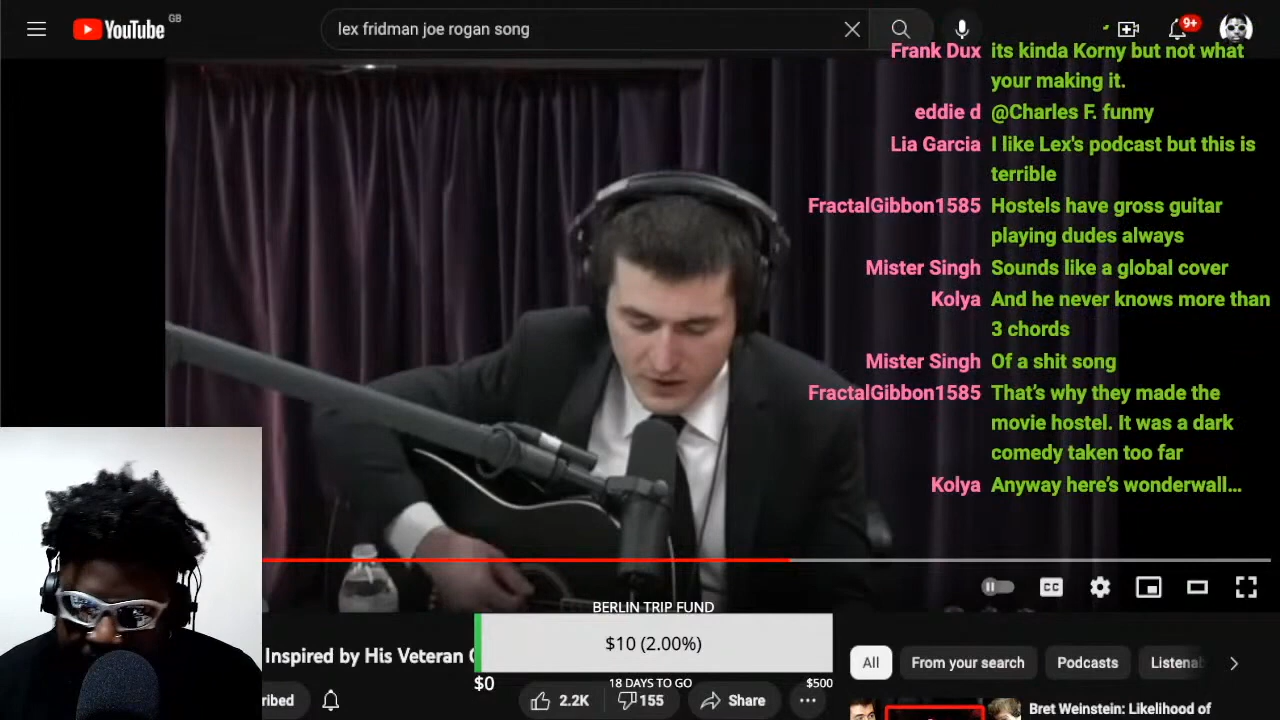 YouTube GB
lex fridman joe rogan song
9+
Frank Dux its kinda Korny but not what
your making it.
eddie d @Charles F. funny
Lia Garcia I like Lex's podcast but this is
terrible
FractalGibbon1585 Hostels have gross guitar
playing dudes always
Mister Singh Sounds like a global cover
Kolya And he never knows more than
3 chords
Mister Singh Of a shit song
FractalGibbon1585 That's why they made the
movie hostel. It was a dark
comedy taken too far
Kolya Anyway here's wonderwall...
CC
BERLIN TRIP FUND
$10 (2.00%)
$0
18 DAYS TO GO
$500
Inspired by His Veteran
ribed
2.2K
155
Share
All
From your search
Podcasts
Listenab
Bret Weinstein: Likelihood of